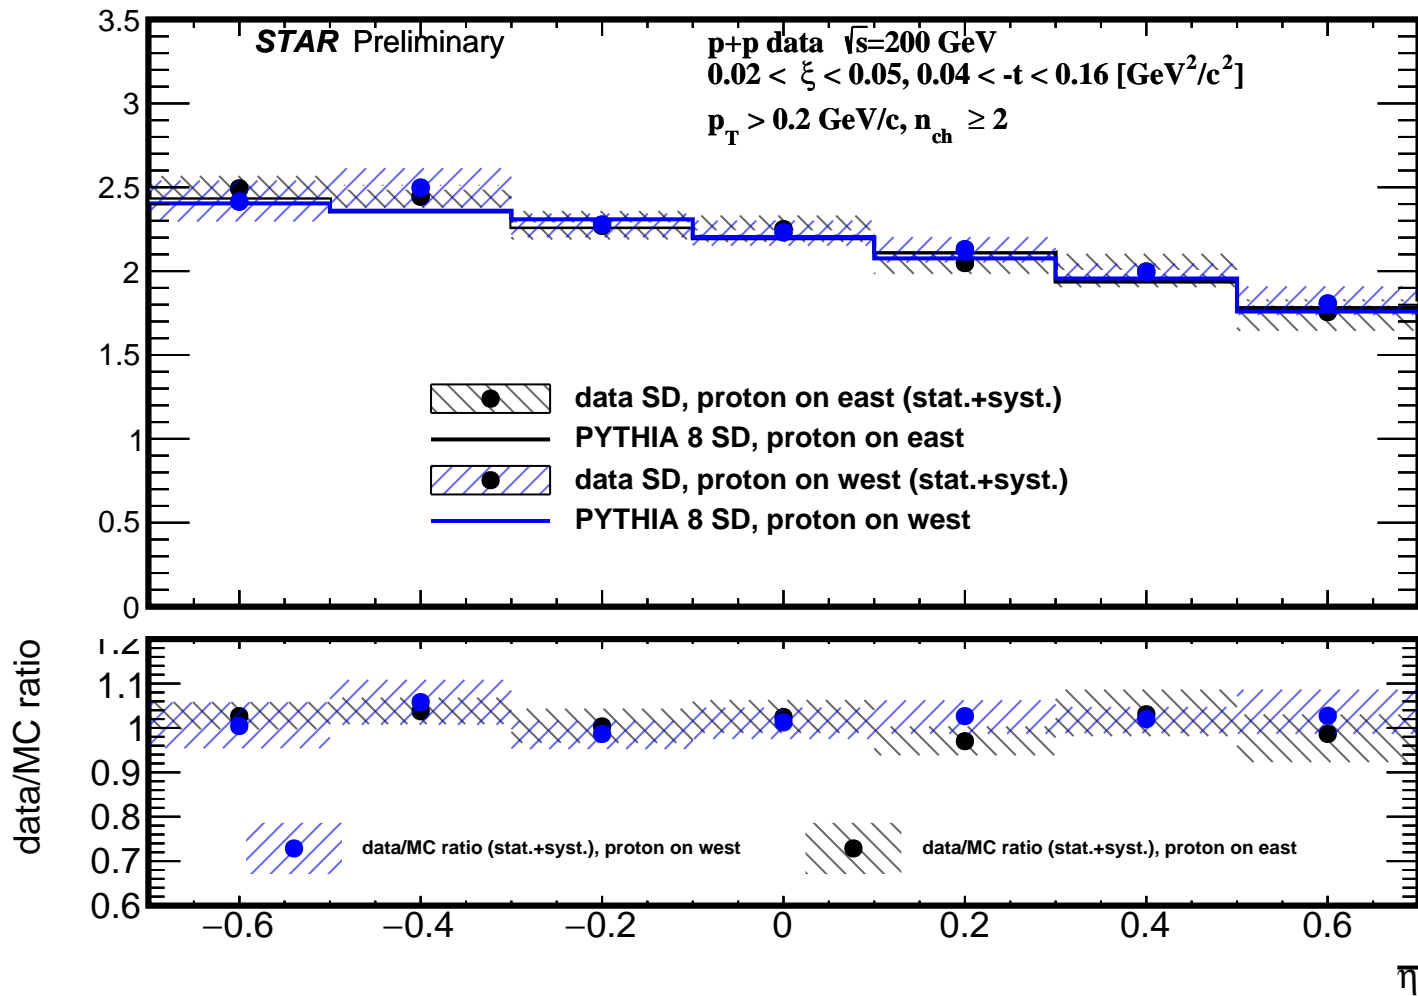 STAR Preliminary
p+p data √s=200 GeV
0.02 < ξ < 0.05, 0.04 < -t < 0.16 [GeV²/c²]
p_T > 0.2 GeV/c, n_ch ≥ 2
3.5
3
2.5
2
1.5
1
0.5
0
data SD, proton on east (stat.+syst.)
PYTHIA 8 SD, proton on east
data SD, proton on west (stat.+syst.)
PYTHIA 8 SD, proton on west
data/MC ratio
1.2
1.1
1
0.9
0.8
0.7
0.6
data/MC ratio (stat.+syst.), proton on west
data/MC ratio (stat.+syst.), proton on east
−0.6 −0.4 −0.2 0 0.2 0.4 0.6
η̅